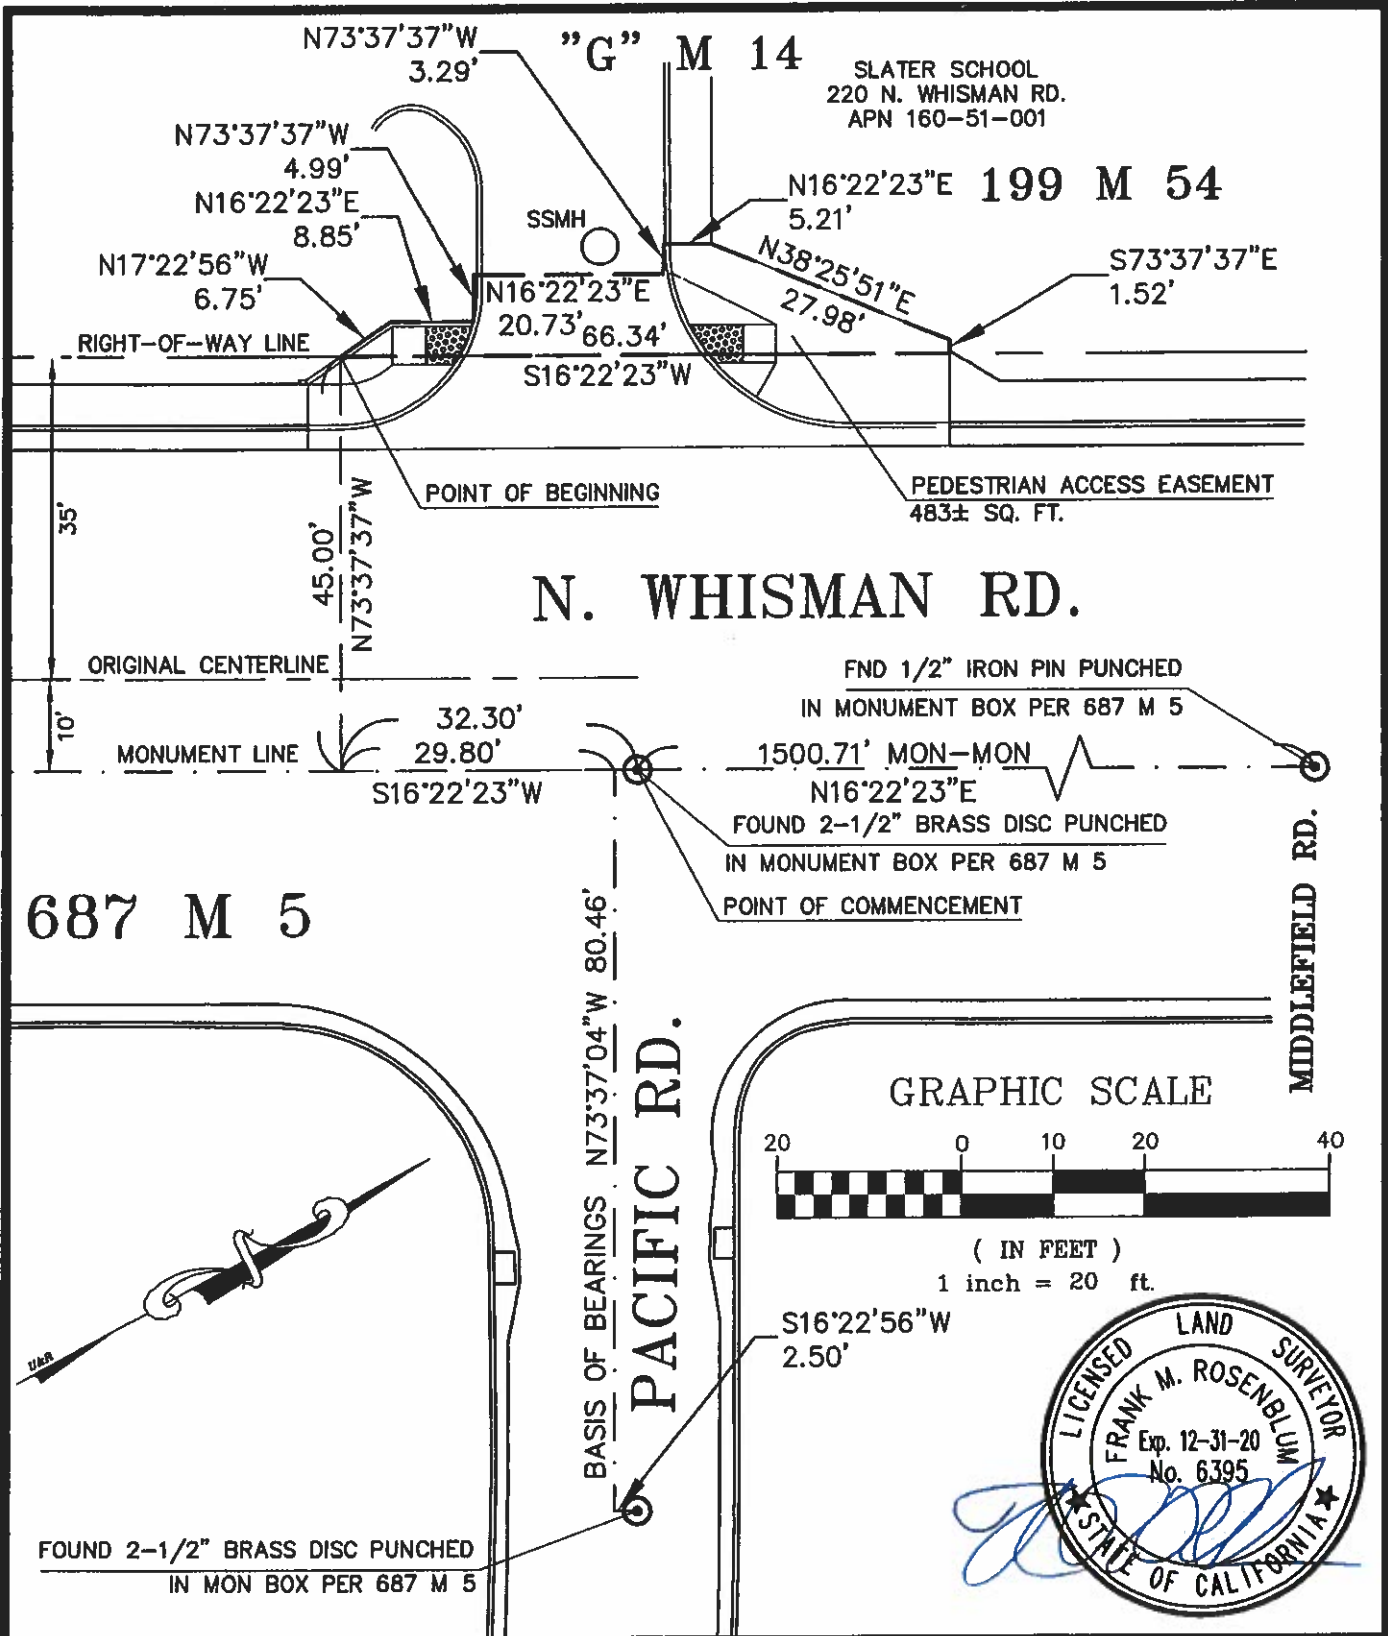 N73°37'37"W
3.29'
"G" M 14
SLATER SCHOOL
220 N. WHISMAN RD.
APN 160-51-001
N73°37'37"W
4.99'
N16°22'23"E
8.85'
N17°22'56"W
6.75'
SSMH
N16°22'23"E
5.21'
199 M 54
N38°25'51"E
27.98'
S73°37'37"E
1.52'
N16°22'23"E
20.73'
66.34'
S16°22'23"W
RIGHT-OF-WAY LINE
POINT OF BEGINNING
PEDESTRIAN ACCESS EASEMENT
483± SQ. FT.
35'
45.00'
N73°37'37"W
N. WHISMAN RD.
ORIGINAL CENTERLINE
10'
MONUMENT LINE
32.30'
29.80'
S16°22'23"W
FND 1/2" IRON PIN PUNCHED
IN MONUMENT BOX PER 687 M 5
1500.71' MON-MON
N16°22'23"E
FOUND 2-1/2" BRASS DISC PUNCHED
IN MONUMENT BOX PER 687 M 5
POINT OF COMMENCEMENT
MIDDLEFIELD RD.
687 M 5
BASIS OF BEARINGS N73°37'04"W 80.46'
PACIFIC RD.
GRAPHIC SCALE
20 0 10 20 40
( IN FEET )
1 inch = 20 ft.
S16°22'56"W
2.50'
U&R
FOUND 2-1/2" BRASS DISC PUNCHED
IN MON BOX PER 687 M 5
LICENSED LAND SURVEYOR
FRANK M. ROSENBLUM
Exp. 12-31-20
No. 6395
STATE OF CALIFORNIA